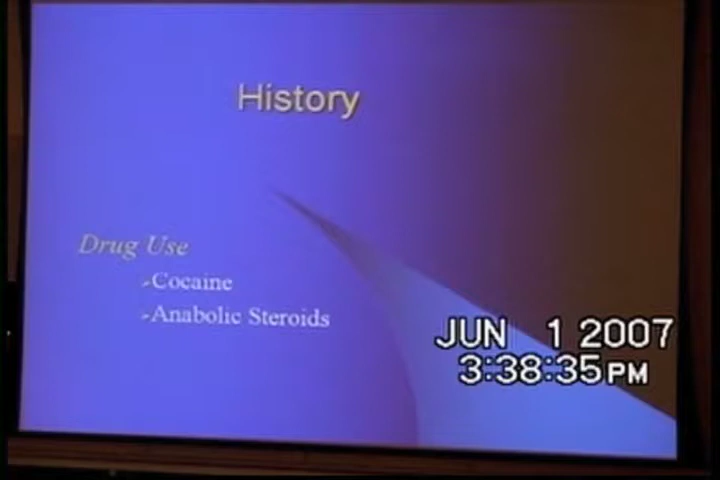 History
Drug Use
Cocaine
Anabolic Steroids
JUN 1 2007
3:38:35 PM